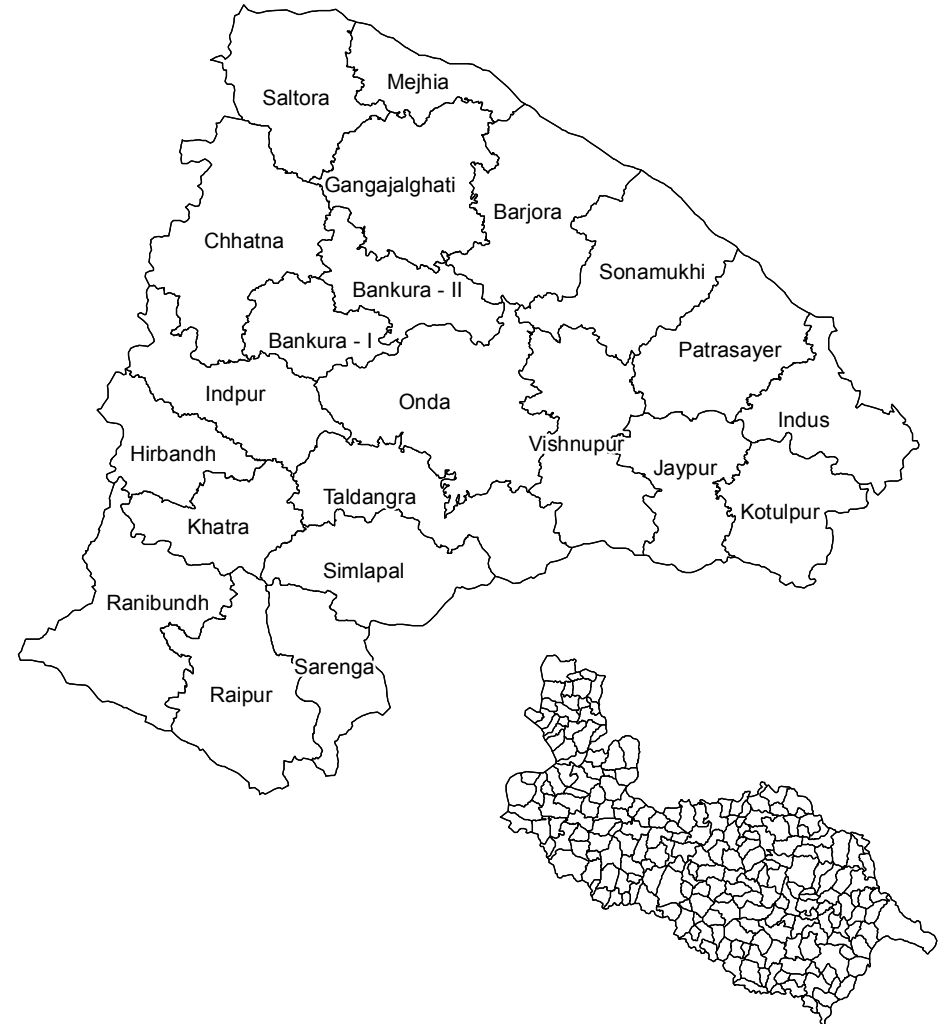 Mejhia
Saltora
Gangajalghati
Barjora
Chhatna
Sonamukhi
Bankura - II
Bankura - I
Patrasayer
Indpur
Onda
Indus
Vishnupur
Hirbandh
Jaypur
Taldangra
Kotulpur
Khatra
Simlapal
Ranibundh
Sarenga
Raipur